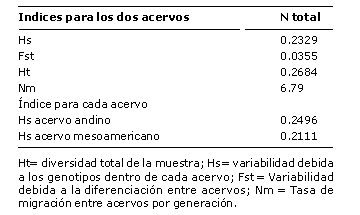 Indices para los dos acervos N total
Hs 0.2329
Fst 0.0355
Ht 0.2684
Nm 6.79
Índice para cada acervo
Hs acervo andino 0.2496
Hs acervo mesoamericano 0.2111
Ht= diversidad total de la muestra; Hs= variabilidad debida
a los genotipos dentro de cada acervo; Fst = Variabilidad
debida a la diferenciación entre acervos; Nm = Tasa de
migración entre acervos por generación.